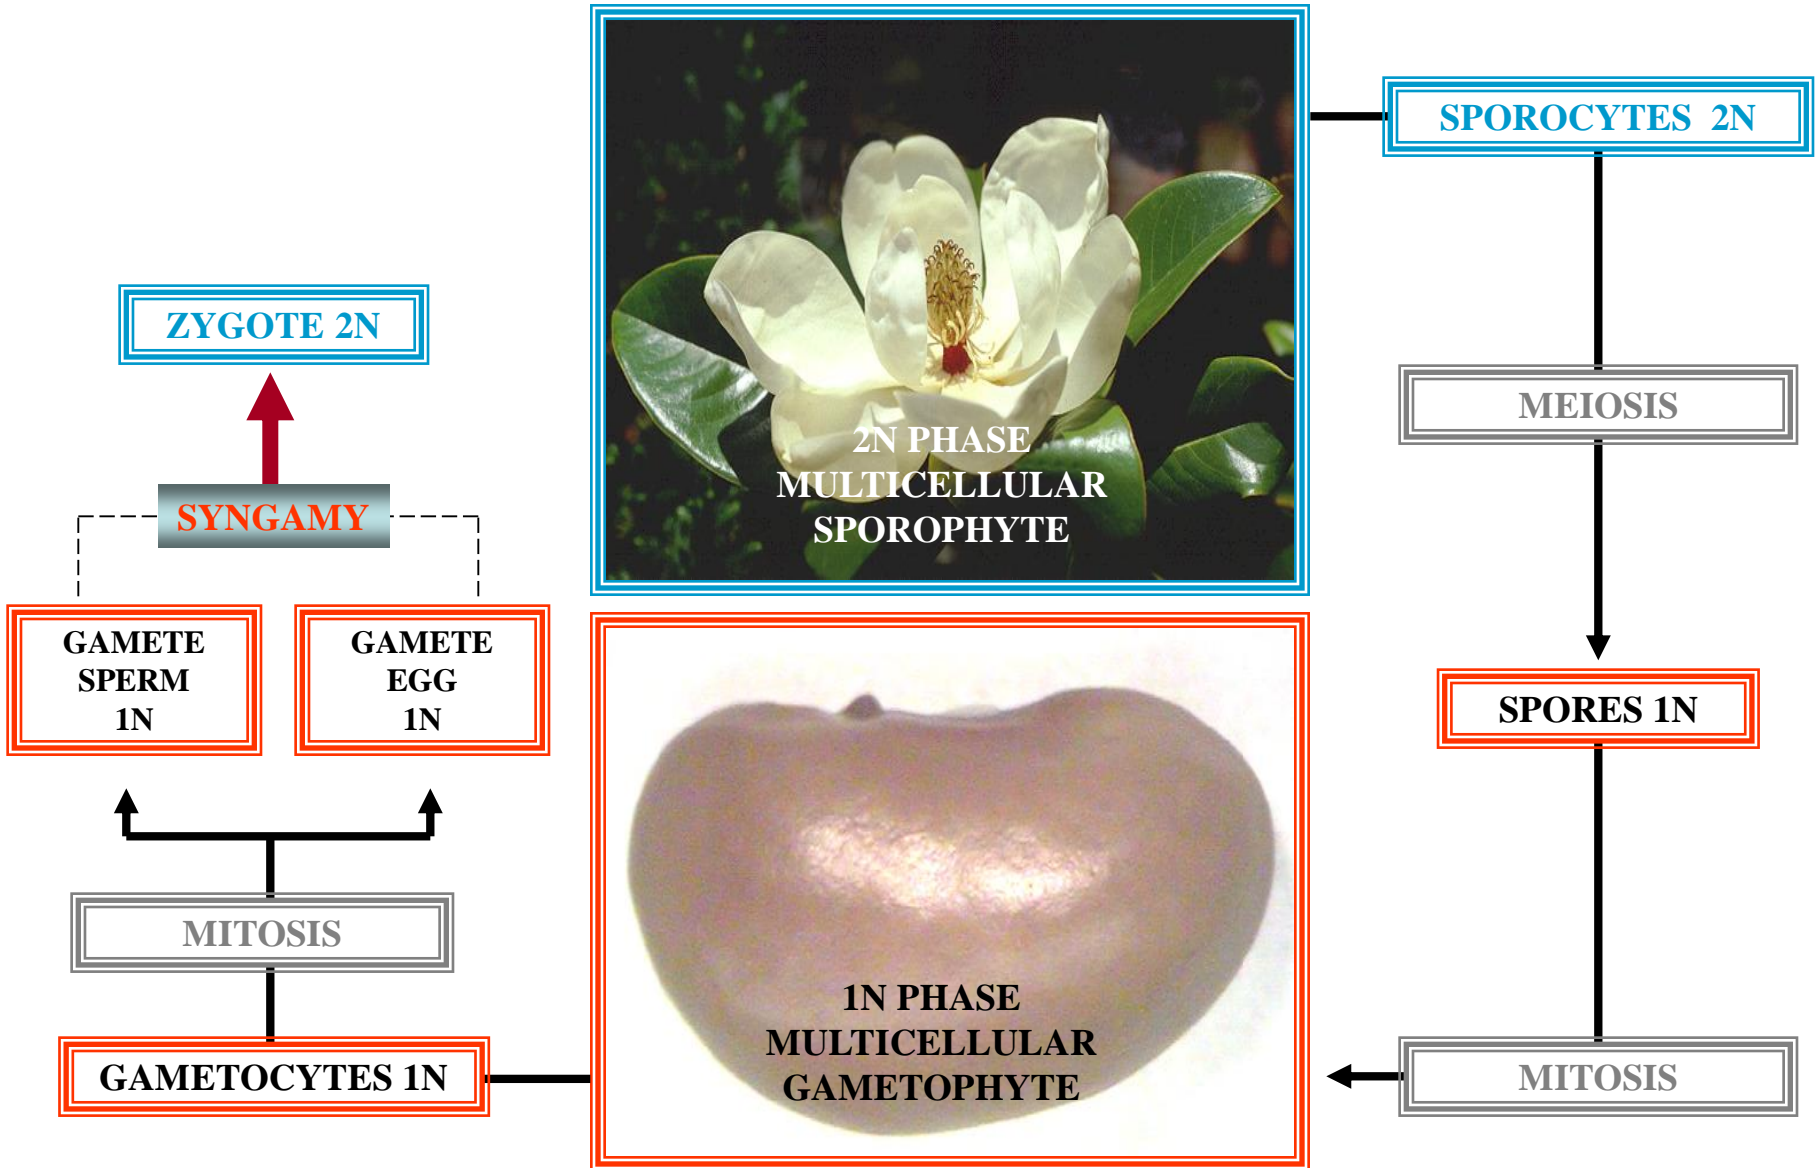 SPOROCYTES 2N
ZYGOTE 2N
MEIOSIS
2N PHASE
MULTICELLULAR
SPOROPHYTE
SYNGAMY
GAMETE
SPERM
1N
GAMETE
EGG
1N
SPORES 1N
MITOSIS
1N PHASE
MULTICELLULAR
GAMETOPHYTE
GAMETOCYTES 1N
MITOSIS